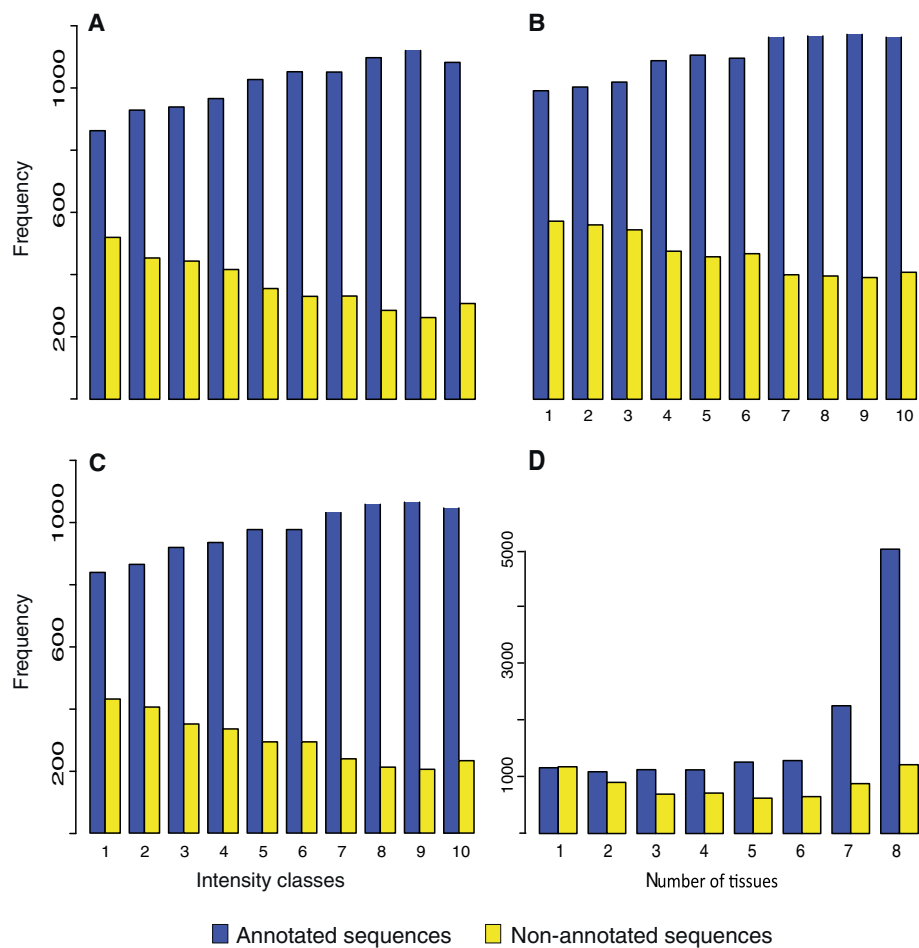 A
B
Frequency
1000
600
200
1 2 3 4 5 6 7 8 9 10
C
D
Frequency
1000
600
200
5000
3000
1000
1 2 3 4 5 6 7 8 9 10
1 2 3 4 5 6 7 8
Intensity classes
Number of tissues
Annotated sequences
Non-annotated sequences